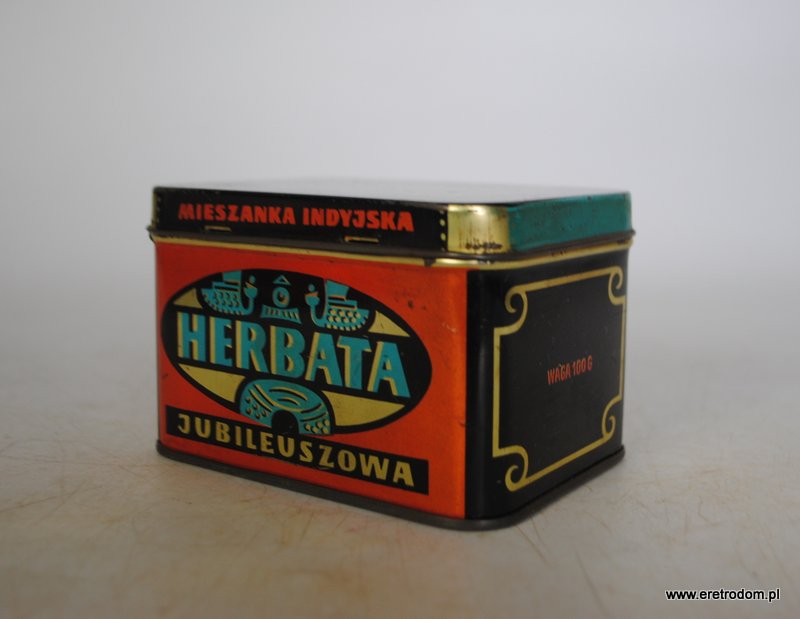 MIESZANKA INDYJSKA
HERBATA
JUBILEUSZOWA
WAGA 100 G
www.eretrodom.pl